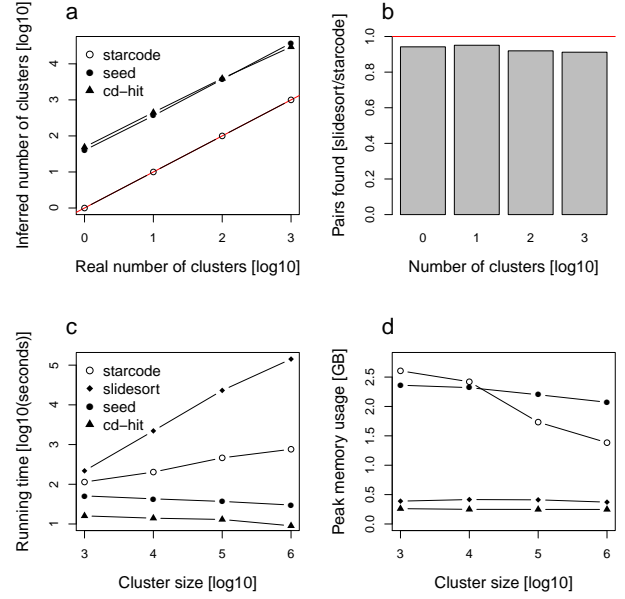 a
Inferred number of clusters [log10]
0 1 2 3 4
starcode
seed
cd−hit
0 1 2 3
Real number of clusters [log10]
b
Pairs found [slidesort/starcode]
0.0 0.2 0.4 0.6 0.8 1.0
0 1 2 3
Number of clusters [log10]
c
Running time [log10(seconds)]
1 2 3 4 5
starcode
slidesort
seed
cd−hit
3 4 5 6
Cluster size [log10]
d
Peak memory usage [GB]
0.0 0.5 1.0 1.5 2.0 2.5
3 4 5 6
Cluster size [log10]